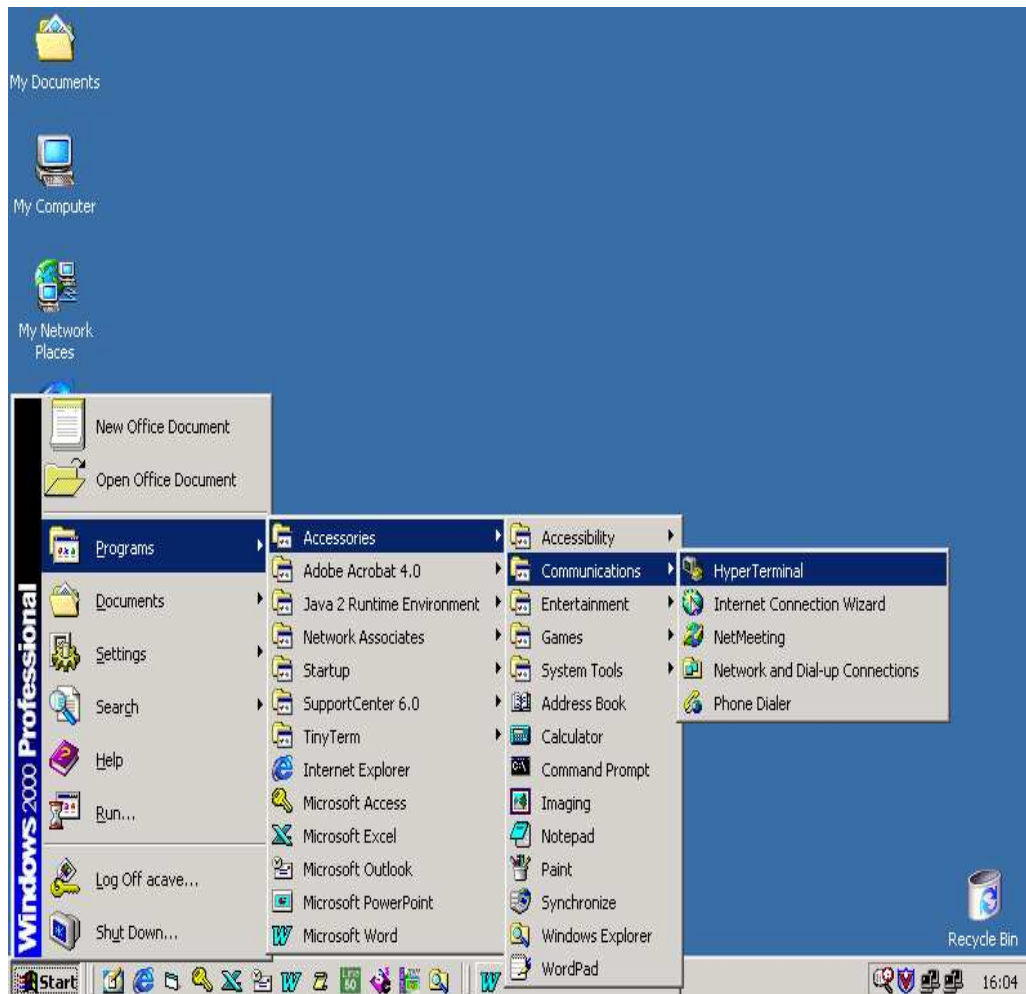 My Documents
My Computer
My Network
Places
New Office Document
Open Office Document
Programs
Documents
Settings
Search
Help
Run...
Log Off acave...
Shut Down...
Windows 2000 Professional
Accessories
Adobe Acrobat 4.0
Java 2 Runtime Environment
Network Associates
Startup
SupportCenter 6.0
TinyTerm
Internet Explorer
Microsoft Access
Microsoft Excel
Microsoft Outlook
Microsoft PowerPoint
Microsoft Word
Accessibility
Communications
Entertainment
Games
System Tools
Address Book
Calculator
Command Prompt
Imaging
Notepad
Paint
Synchronize
Windows Explorer
WordPad
HyperTerminal
Internet Connection Wizard
NetMeeting
Network and Dial-up Connections
Phone Dialer
Recycle Bin
Start
16:04